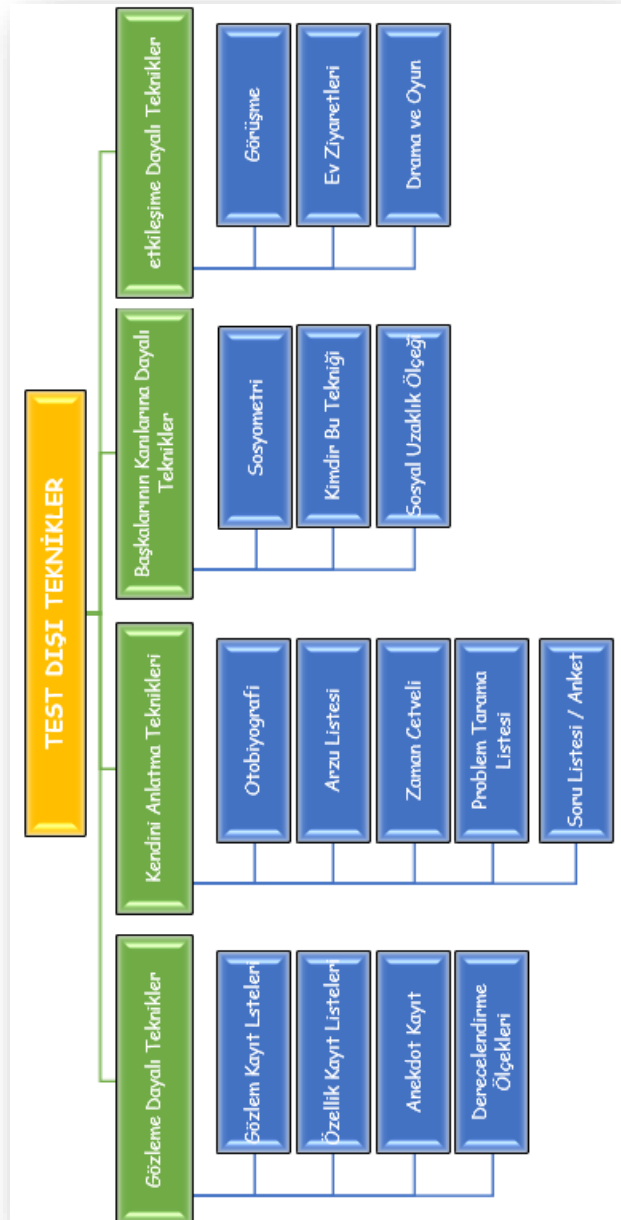 TEST DIŞI TEKNİKLER
Gözleme Dayalı Teknikler
Gözlem Kayıt Lsteleri
Özellik Kayıt Listeleri
Anekdot Kayıt
Derecelendirme
Ölçekleri
Kendini Anlatma Teknikleri
Otobiyografi
Arzu Listesi
Zaman Cetveli
Problem Tarama
Listesi
Soru Listesi / Anket
Başkalarının Kanılarına Dayalı
Teknikler
Sosyometri
Kimdir Bu Tekniği
Sosyal Uzaklık Ölçeği
etkileşime Dayalı Teknikler
Görüşme
Ev Ziyaretleri
Drama ve Oyun